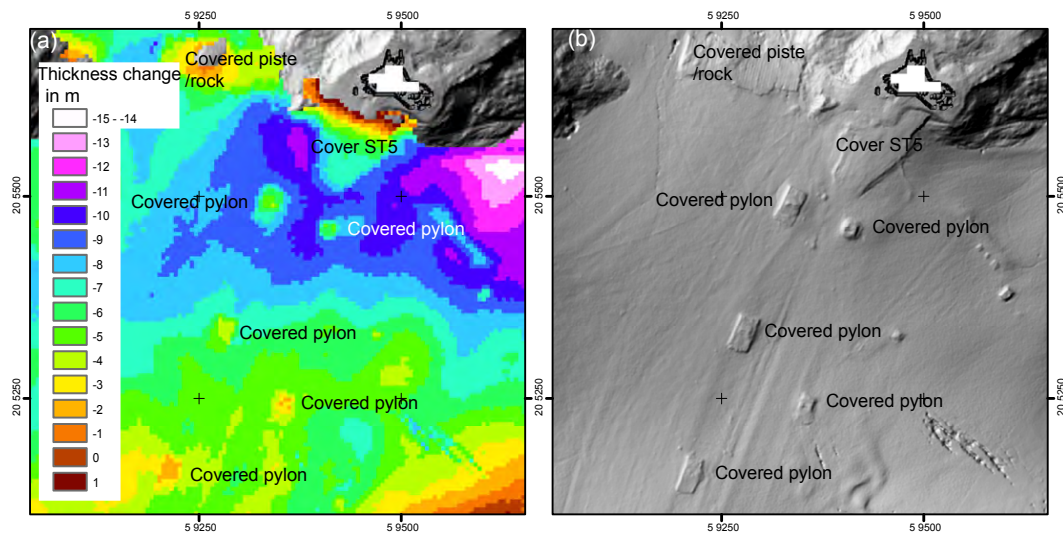 5 9250
5 9500
5 9250
5 9500
(a)
Covered piste
/rock
Thickness change
in m
-15 - -14
-13
-12
-11
-10
-9
-8
-7
-6
-5
-4
-3
-2
-1
0
1
Cover ST5
Covered pylon
Covered pylon
Covered pylon
Covered pylon
Covered pylon
20 5500
20 5250
(b)
Covered piste
/rock
Cover ST5
Covered pylon
Covered pylon
Covered pylon
Covered pylon
Covered pylon
20 5500
20 5250
5 9250
5 9500
5 9250
5 9500